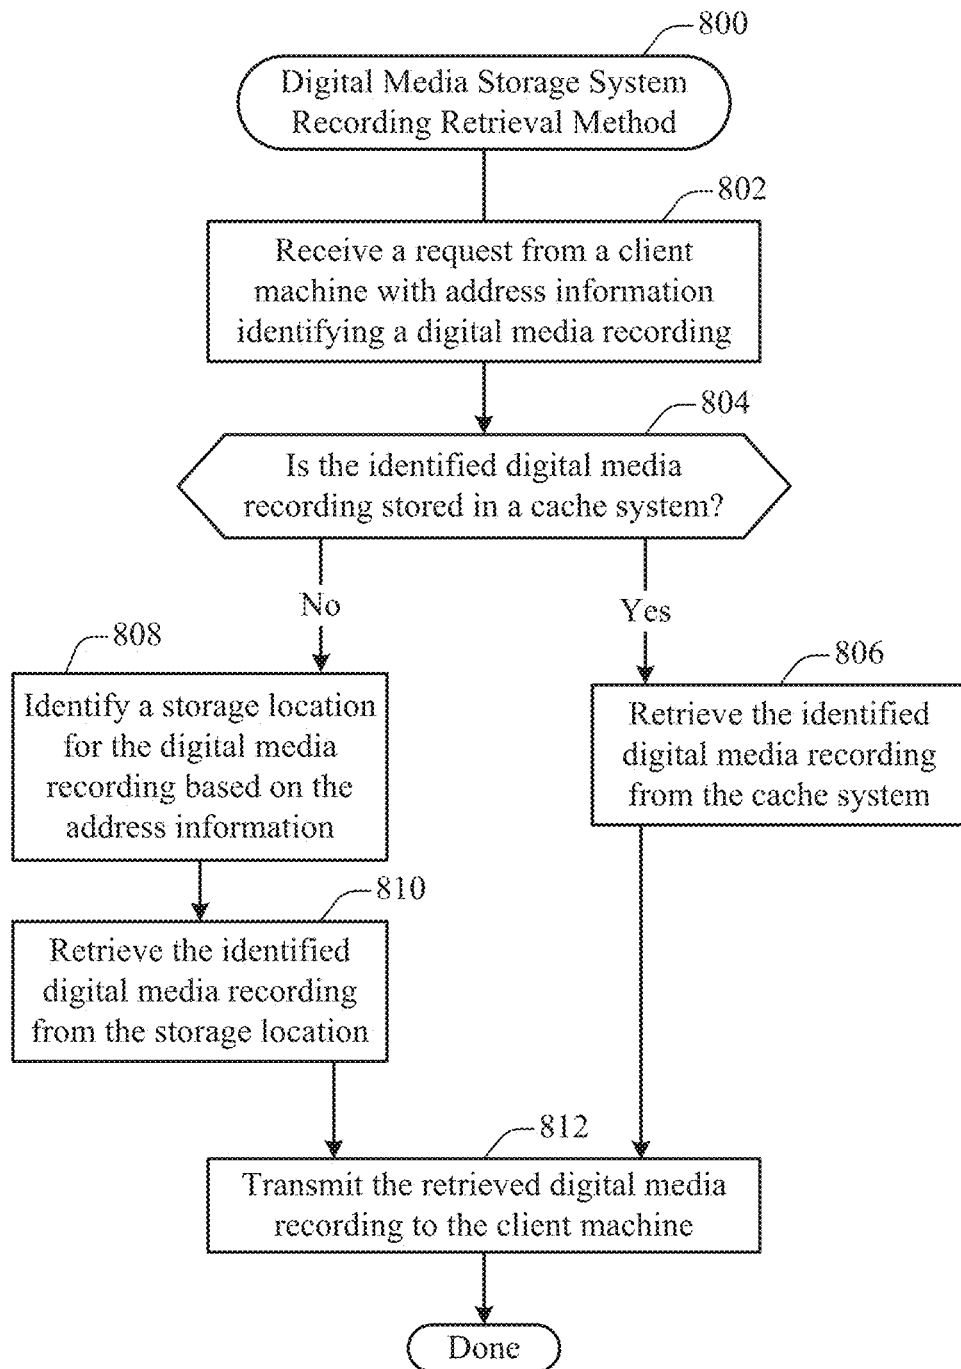 800
Digital Media Storage System
Recording Retrieval Method
802
Receive a request from a client
machine with address information
identifying a digital media recording
804
Is the identified digital media
recording stored in a cache system?
No
Yes
808
Identify a storage location
for the digital media
recording based on the
address information
806
Retrieve the identified
digital media recording
from the cache system
810
Retrieve the identified
digital media recording
from the storage location
812
Transmit the retrieved digital media
recording to the client machine
Done